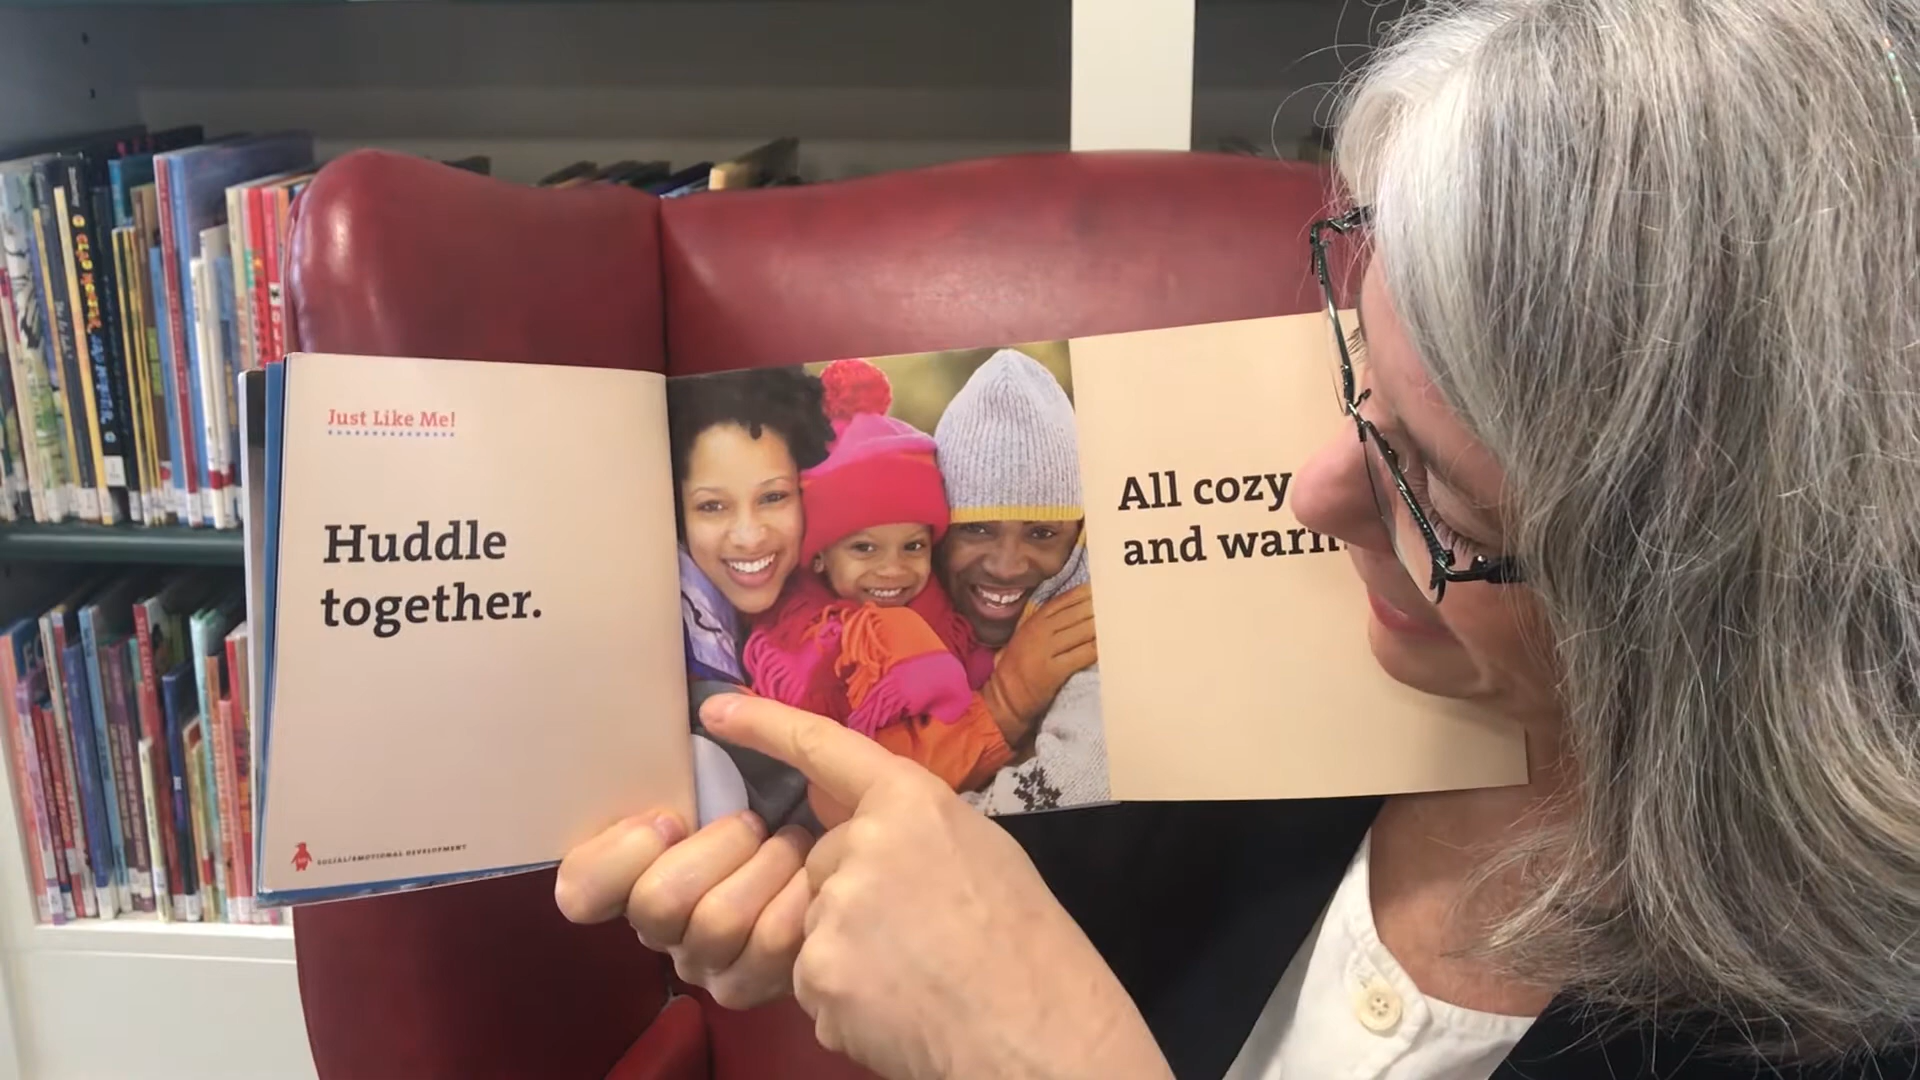 Just Like Me!
Huddle
together.
SOCIAL/EMOTIONAL DEVELOPMENT
All cozy
and warm